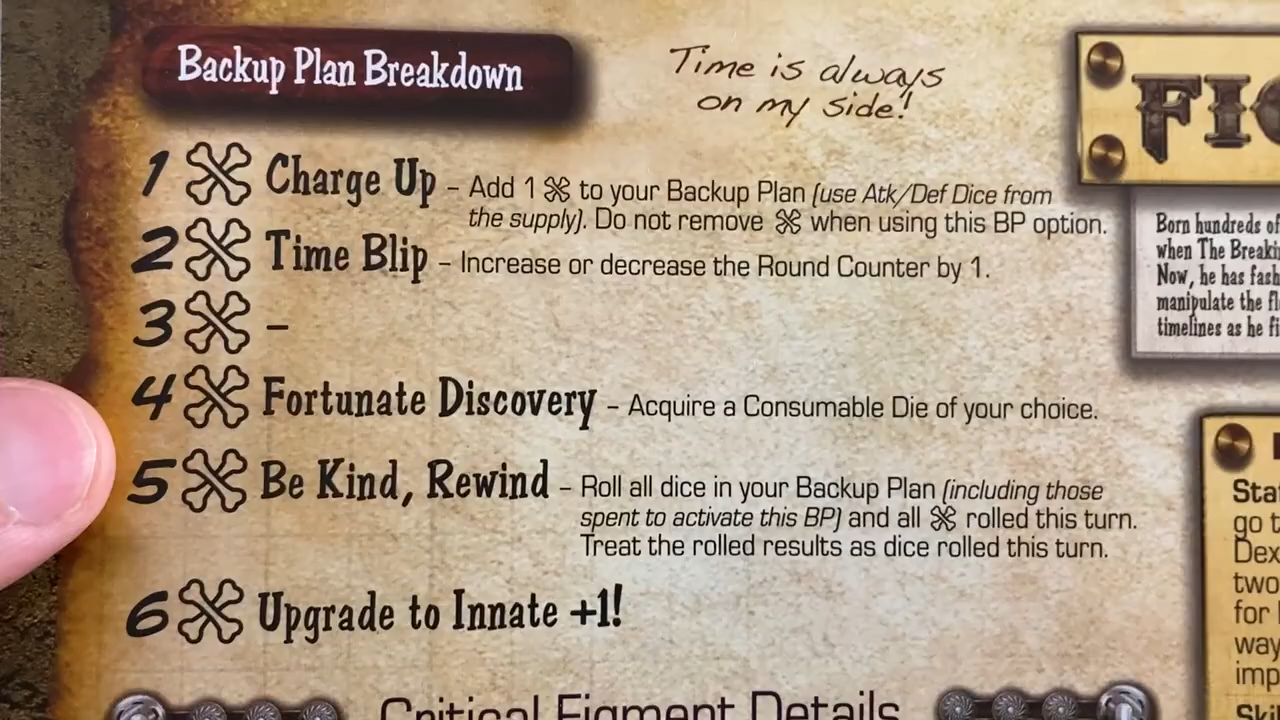 Backup Plan Breakdown
Time is always
on my side!
1 Charge Up – Add 1 to your Backup Plan (use Atk/Def Dice from
the supply). Do not remove when using this BP option.
2 Time Blip – Increase or decrease the Round Counter by 1.
3 –
4 Fortunate Discovery – Acquire a Consumable Die of your choice.
5 Be Kind, Rewind – Roll all dice in your Backup Plan (including those
spent to activate this BP) and all rolled this turn.
Treat the rolled results as dice rolled this turn.
6 Upgrade to Innate +1!
Critical Figment Details
Born hundreds of
when The Breaki
Now, he has fash
manipulate the fl
timelines as he fi
Sta
go t
Dex
two
for
way
imp
Ski